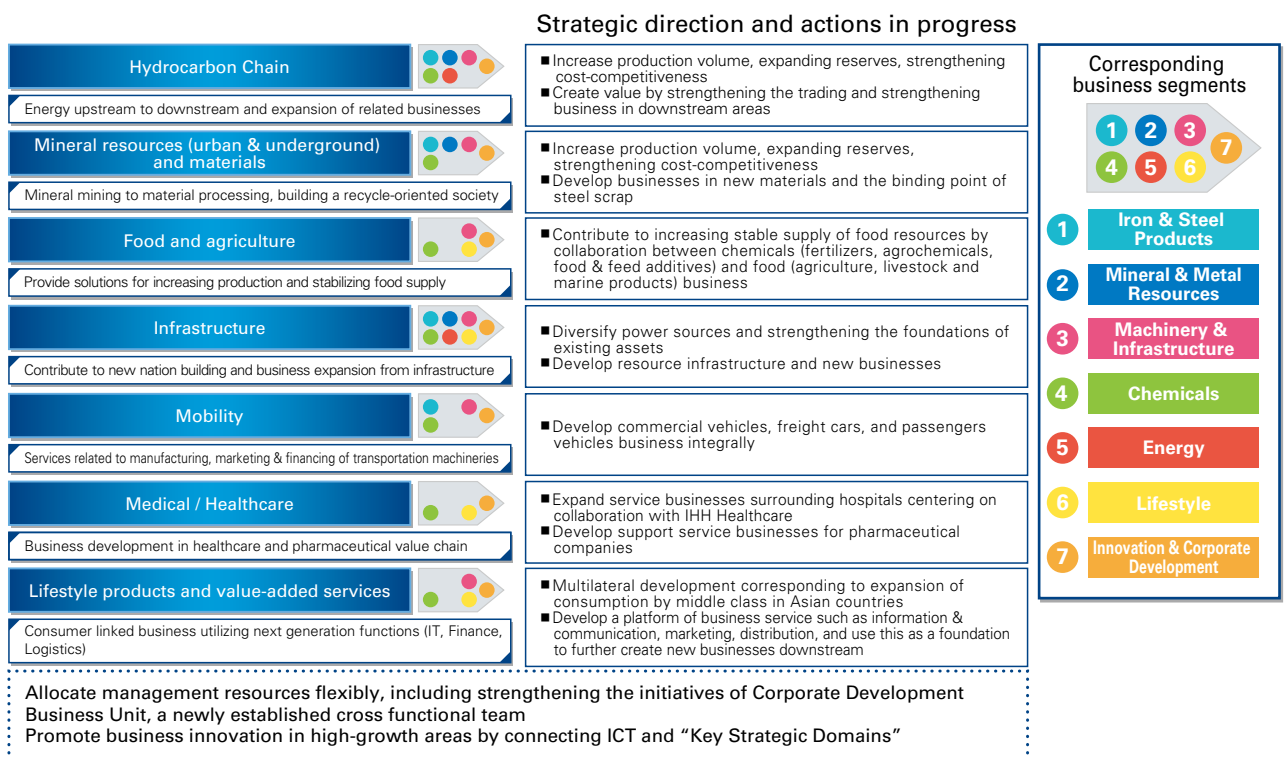 Strategic direction and actions in progress
Hydrocarbon Chain
Energy upstream to downstream and expansion of related businesses
■ Increase production volume, expanding reserves, strengthening
cost-competitiveness
■ Create value by strengthening the trading and strengthening
business in downstream areas
Mineral resources (urban & underground)
and materials
Mineral mining to material processing, building a recycle-oriented society
■ Increase production volume, expanding reserves,
strengthening cost-competitiveness
■ Develop businesses in new materials and the binding point of
steel scrap
Food and agriculture
Provide solutions for increasing production and stabilizing food supply
■ Contribute to increasing stable supply of food resources by
collaboration between chemicals (fertilizers, agrochemicals,
food & feed additives) and food (agriculture, livestock and
marine products) business
Infrastructure
Contribute to new nation building and business expansion from infrastructure
■ Diversify power sources and strengthening the foundations of
existing assets
■ Develop resource infrastructure and new businesses
Mobility
Services related to manufacturing, marketing & financing of transportation machineries
■ Develop commercial vehicles, freight cars, and passengers
vehicles business integrally
Medical / Healthcare
Business development in healthcare and pharmaceutical value chain
■ Expand service businesses surrounding hospitals centering on
collaboration with IHH Healthcare
■ Develop support service businesses for pharmaceutical
companies
Lifestyle products and value-added services
Consumer linked business utilizing next generation functions (IT, Finance,
Logistics)
■ Multilateral development corresponding to expansion of
consumption by middle class in Asian countries
■ Develop a platform of business service such as information &
communication, marketing, distribution, and use this as a foundation
to further create new businesses downstream
Allocate management resources flexibly, including strengthening the initiatives of Corporate Development
Business Unit, a newly established cross functional team
Promote business innovation in high-growth areas by connecting ICT and “Key Strategic Domains”
Corresponding
business segments
1 2 3
7
4 5 6
1 Iron & Steel
Products
2 Mineral & Metal
Resources
3 Machinery &
Infrastructure
4 Chemicals
5 Energy
6 Lifestyle
7 Innovation & Corporate
Development